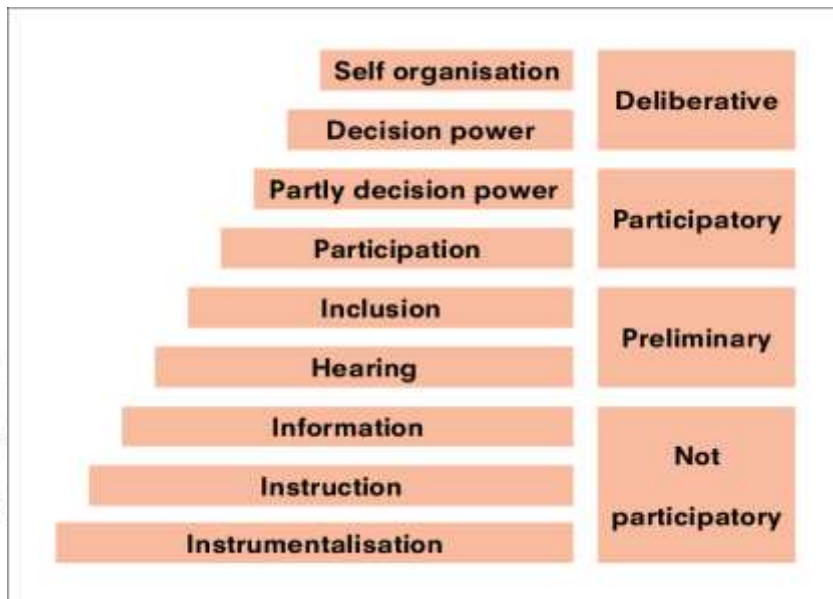 Self organisation
Decision power
Deliberative
Partly decision power
Participation
Participatory
Inclusion
Hearing
Preliminary
Information
Instruction
Instrumentalisation
Not
participatory